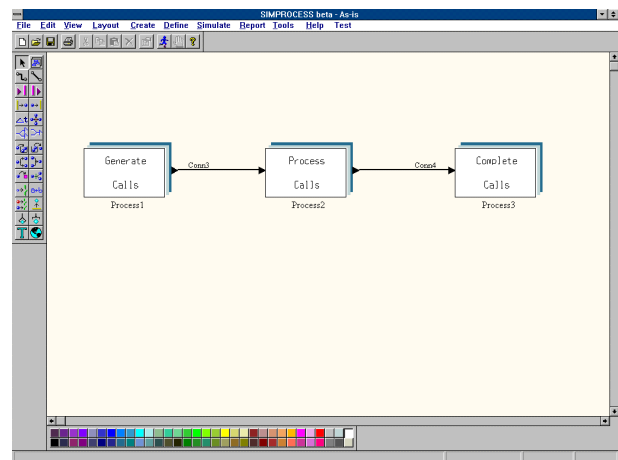 SIMPROCESS beta - As-is
File Edit View Layout Create Define Simulate Report Tools Help Test
Generate
Calls
Process1
Conn3
Process
Calls
Process2
Conn4
Complete
Calls
Process3